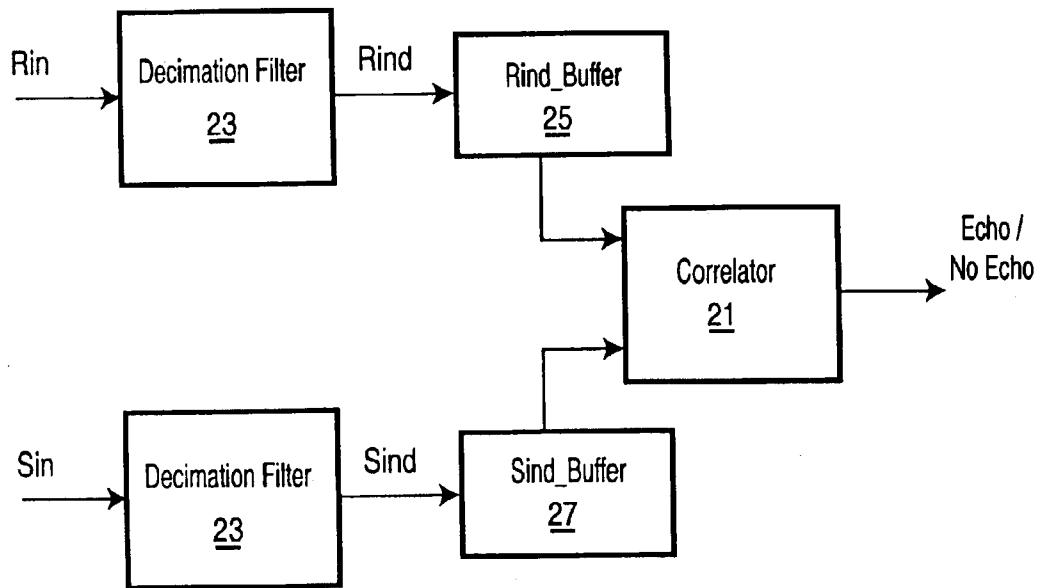 Rin
Decimation Filter
23
Rind
Rind_Buffer
25
Correlator
21
Echo /
No Echo
Sin
Decimation Filter
23
Sind
Sind_Buffer
27